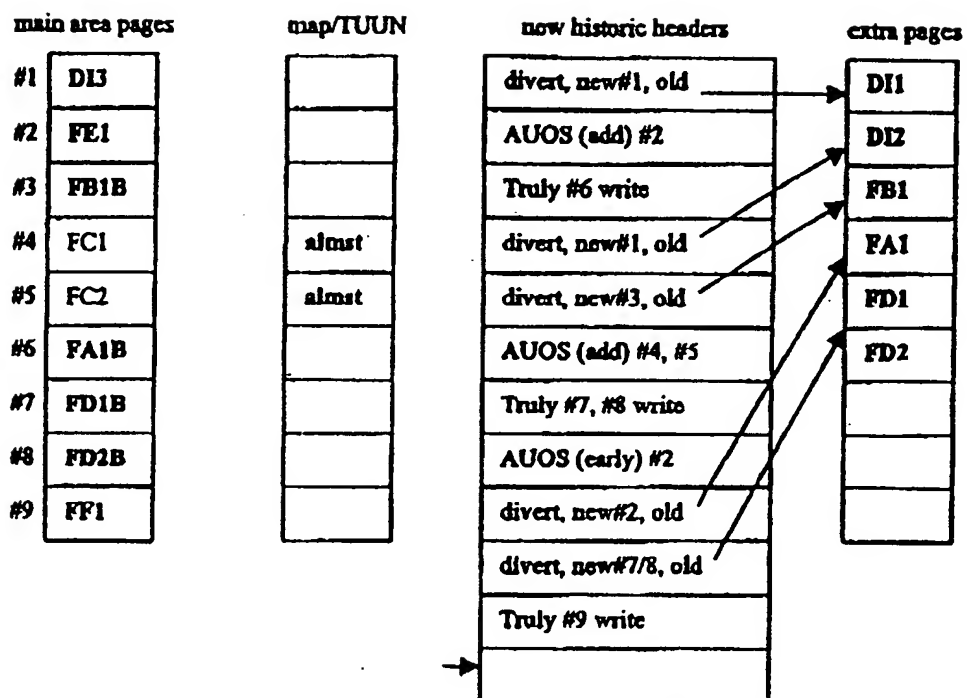 main area pages map/TUUN now historic headers extra pages
#1 DI3 divert, new#1, old DI1
#2 FE1 AUOS (add) #2 DI2
#3 FB1B Truly #6 write FB1
#4 FC1 almst divert, new#1, old FA1
#5 FC2 almst divert, new#3, old FD1
#6 FA1B AUOS (add) #4, #5 FD2
#7 FD1B Truly #7, #8 write
#8 FD2B AUOS (early) #2
#9 FF1 divert, new#2, old
divert, new#7/8, old
Truly #9 write